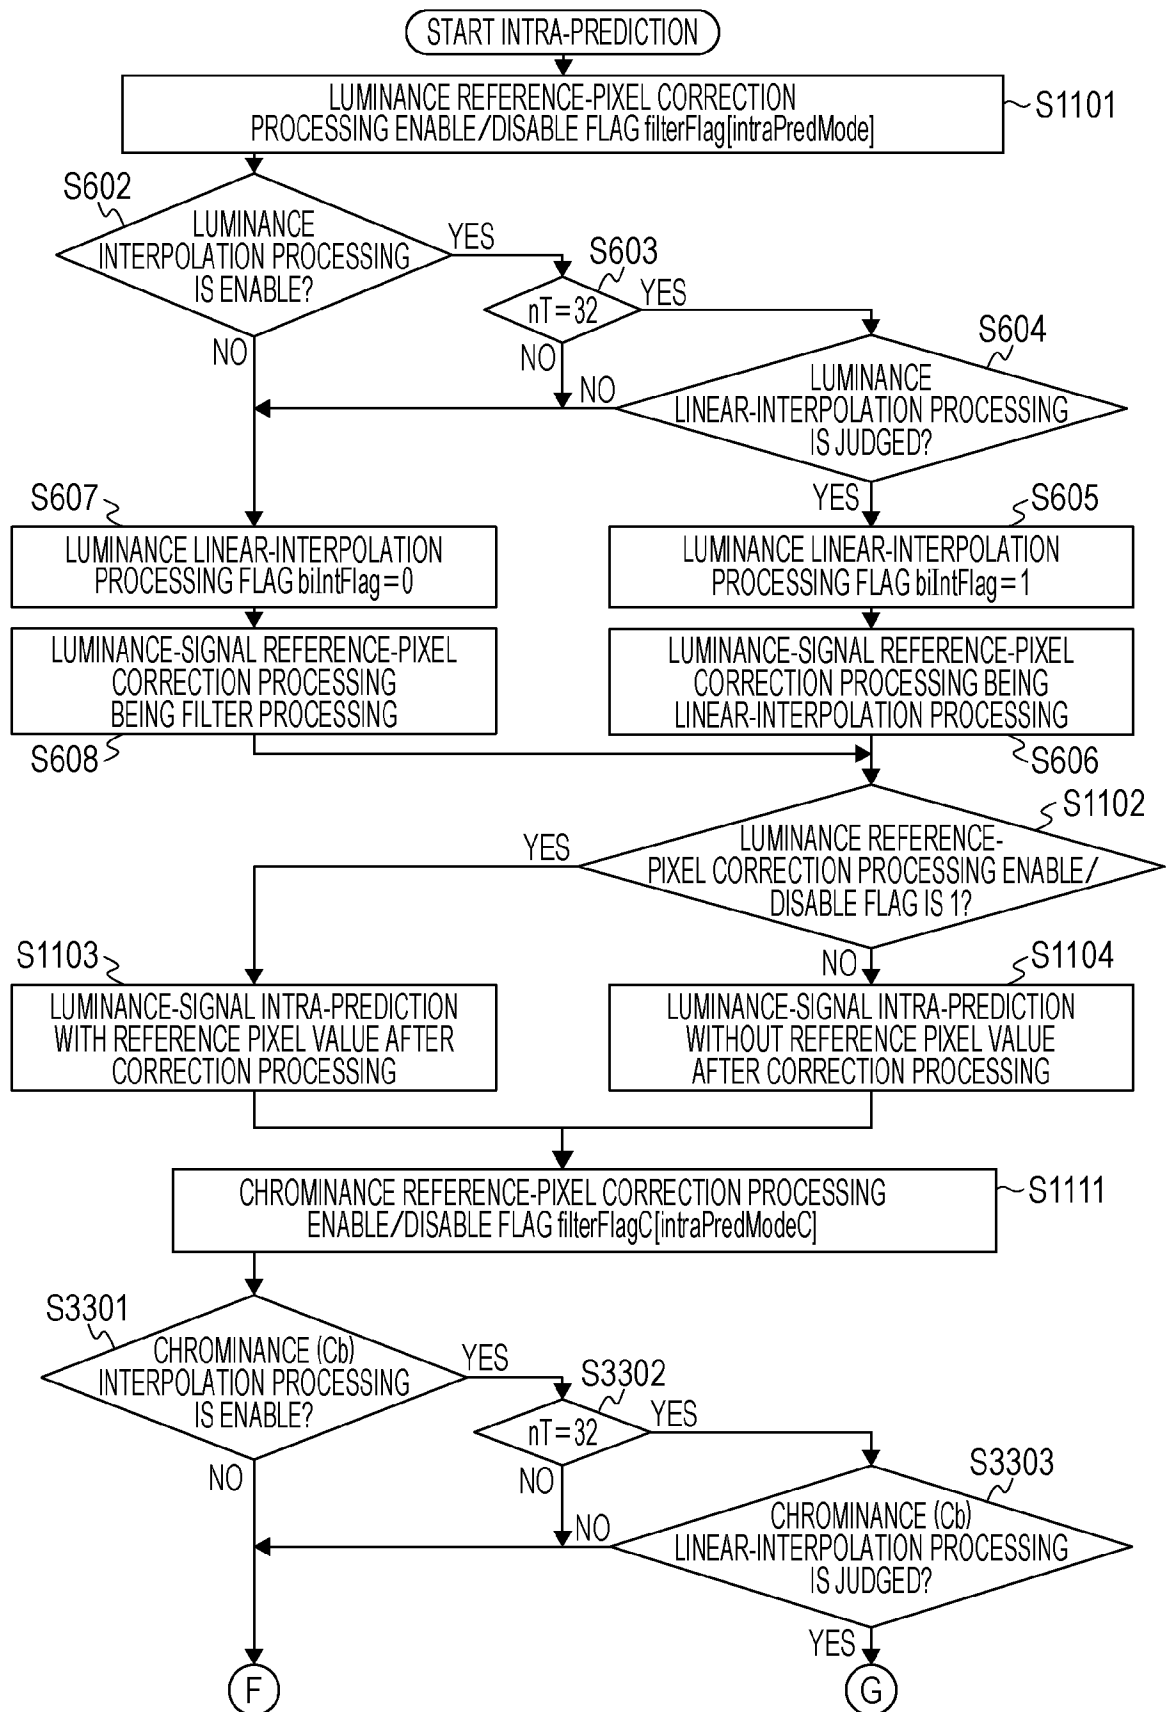 START INTRA-PREDICTION
LUMINANCE REFERENCE-PIXEL CORRECTION
PROCESSING ENABLE/DISABLE FLAG filterFlag[intraPredMode]
S1101
S602
LUMINANCE
INTERPOLATION PROCESSING
IS ENABLE?
YES
NO
S603
nT=32
YES
NO
S604
LUMINANCE
LINEAR-INTERPOLATION PROCESSING
IS JUDGED?
NO
YES
S607
LUMINANCE LINEAR-INTERPOLATION
PROCESSING FLAG biIntFlag=0
S605
LUMINANCE LINEAR-INTERPOLATION
PROCESSING FLAG biIntFlag=1
LUMINANCE-SIGNAL REFERENCE-PIXEL
CORRECTION PROCESSING
BEING FILTER PROCESSING
S608
LUMINANCE-SIGNAL REFERENCE-PIXEL
CORRECTION PROCESSING BEING
LINEAR-INTERPOLATION PROCESSING
S606
S1102
LUMINANCE REFERENCE-
PIXEL CORRECTION PROCESSING ENABLE/
DISABLE FLAG IS 1?
YES
NO
S1103
LUMINANCE-SIGNAL INTRA-PREDICTION
WITH REFERENCE PIXEL VALUE AFTER
CORRECTION PROCESSING
S1104
LUMINANCE-SIGNAL INTRA-PREDICTION
WITHOUT REFERENCE PIXEL VALUE
AFTER CORRECTION PROCESSING
CHROMINANCE REFERENCE-PIXEL CORRECTION PROCESSING
ENABLE/DISABLE FLAG filterFlagC[intraPredModeC]
S1111
S3301
CHROMINANCE (Cb)
INTERPOLATION PROCESSING
IS ENABLE?
YES
NO
S3302
nT=32
YES
NO
S3303
CHROMINANCE (Cb)
LINEAR-INTERPOLATION PROCESSING
IS JUDGED?
NO
YES
F
G